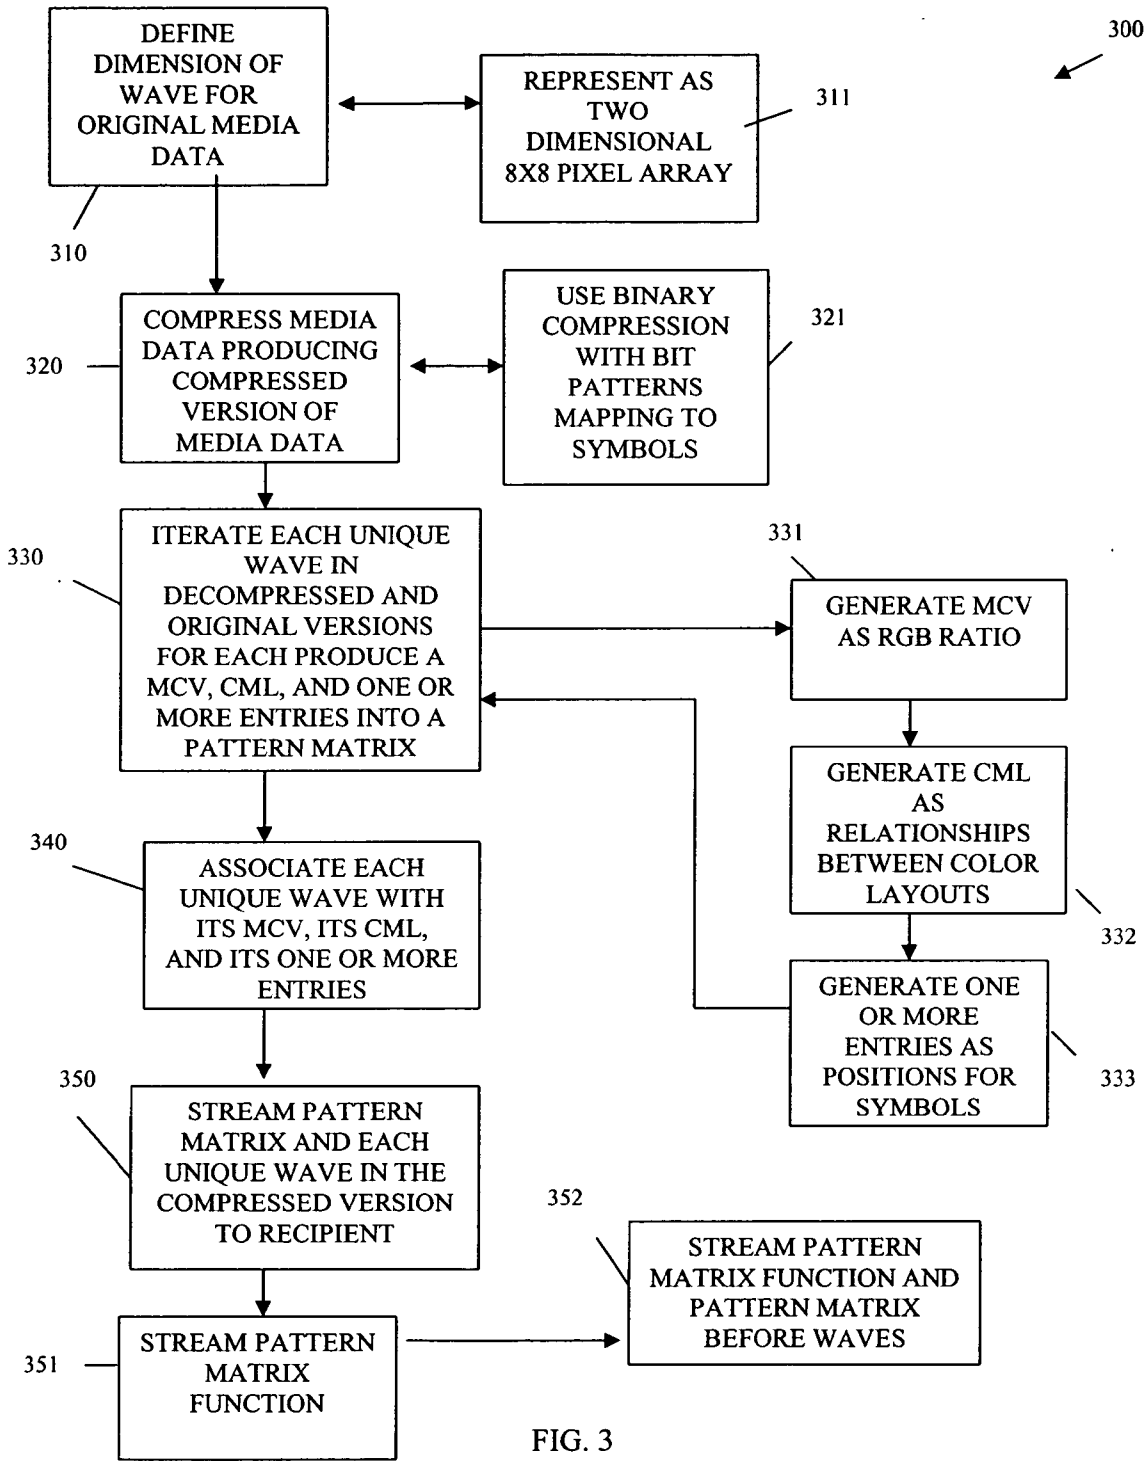 300
DEFINE
DIMENSION OF
WAVE FOR
ORIGINAL MEDIA
DATA
310
REPRESENT AS
TWO
DIMENSIONAL
8X8 PIXEL ARRAY
311
COMPRESS MEDIA
DATA PRODUCING
COMPRESSED
VERSION OF
MEDIA DATA
320
USE BINARY
COMPRESSION
WITH BIT
PATTERNS
MAPPING TO
SYMBOLS
321
330
ITERATE EACH UNIQUE
WAVE IN
DECOMPRESSED AND
ORIGINAL VERSIONS
FOR EACH PRODUCE A
MCV, CML, AND ONE OR
MORE ENTRIES INTO A
PATTERN MATRIX
331
GENERATE MCV
AS RGB RATIO
GENERATE CML
AS
RELATIONSHIPS
BETWEEN COLOR
LAYOUTS
332
GENERATE ONE
OR MORE
ENTRIES AS
POSITIONS FOR
SYMBOLS
333
340
ASSOCIATE EACH
UNIQUE WAVE WITH
ITS MCV, ITS CML,
AND ITS ONE OR MORE
ENTRIES
350
STREAM PATTERN
MATRIX AND EACH
UNIQUE WAVE IN THE
COMPRESSED VERSION
TO RECIPIENT
351
STREAM PATTERN
MATRIX
FUNCTION
352
STREAM PATTERN
MATRIX FUNCTION AND
PATTERN MATRIX
BEFORE WAVES
FIG. 3